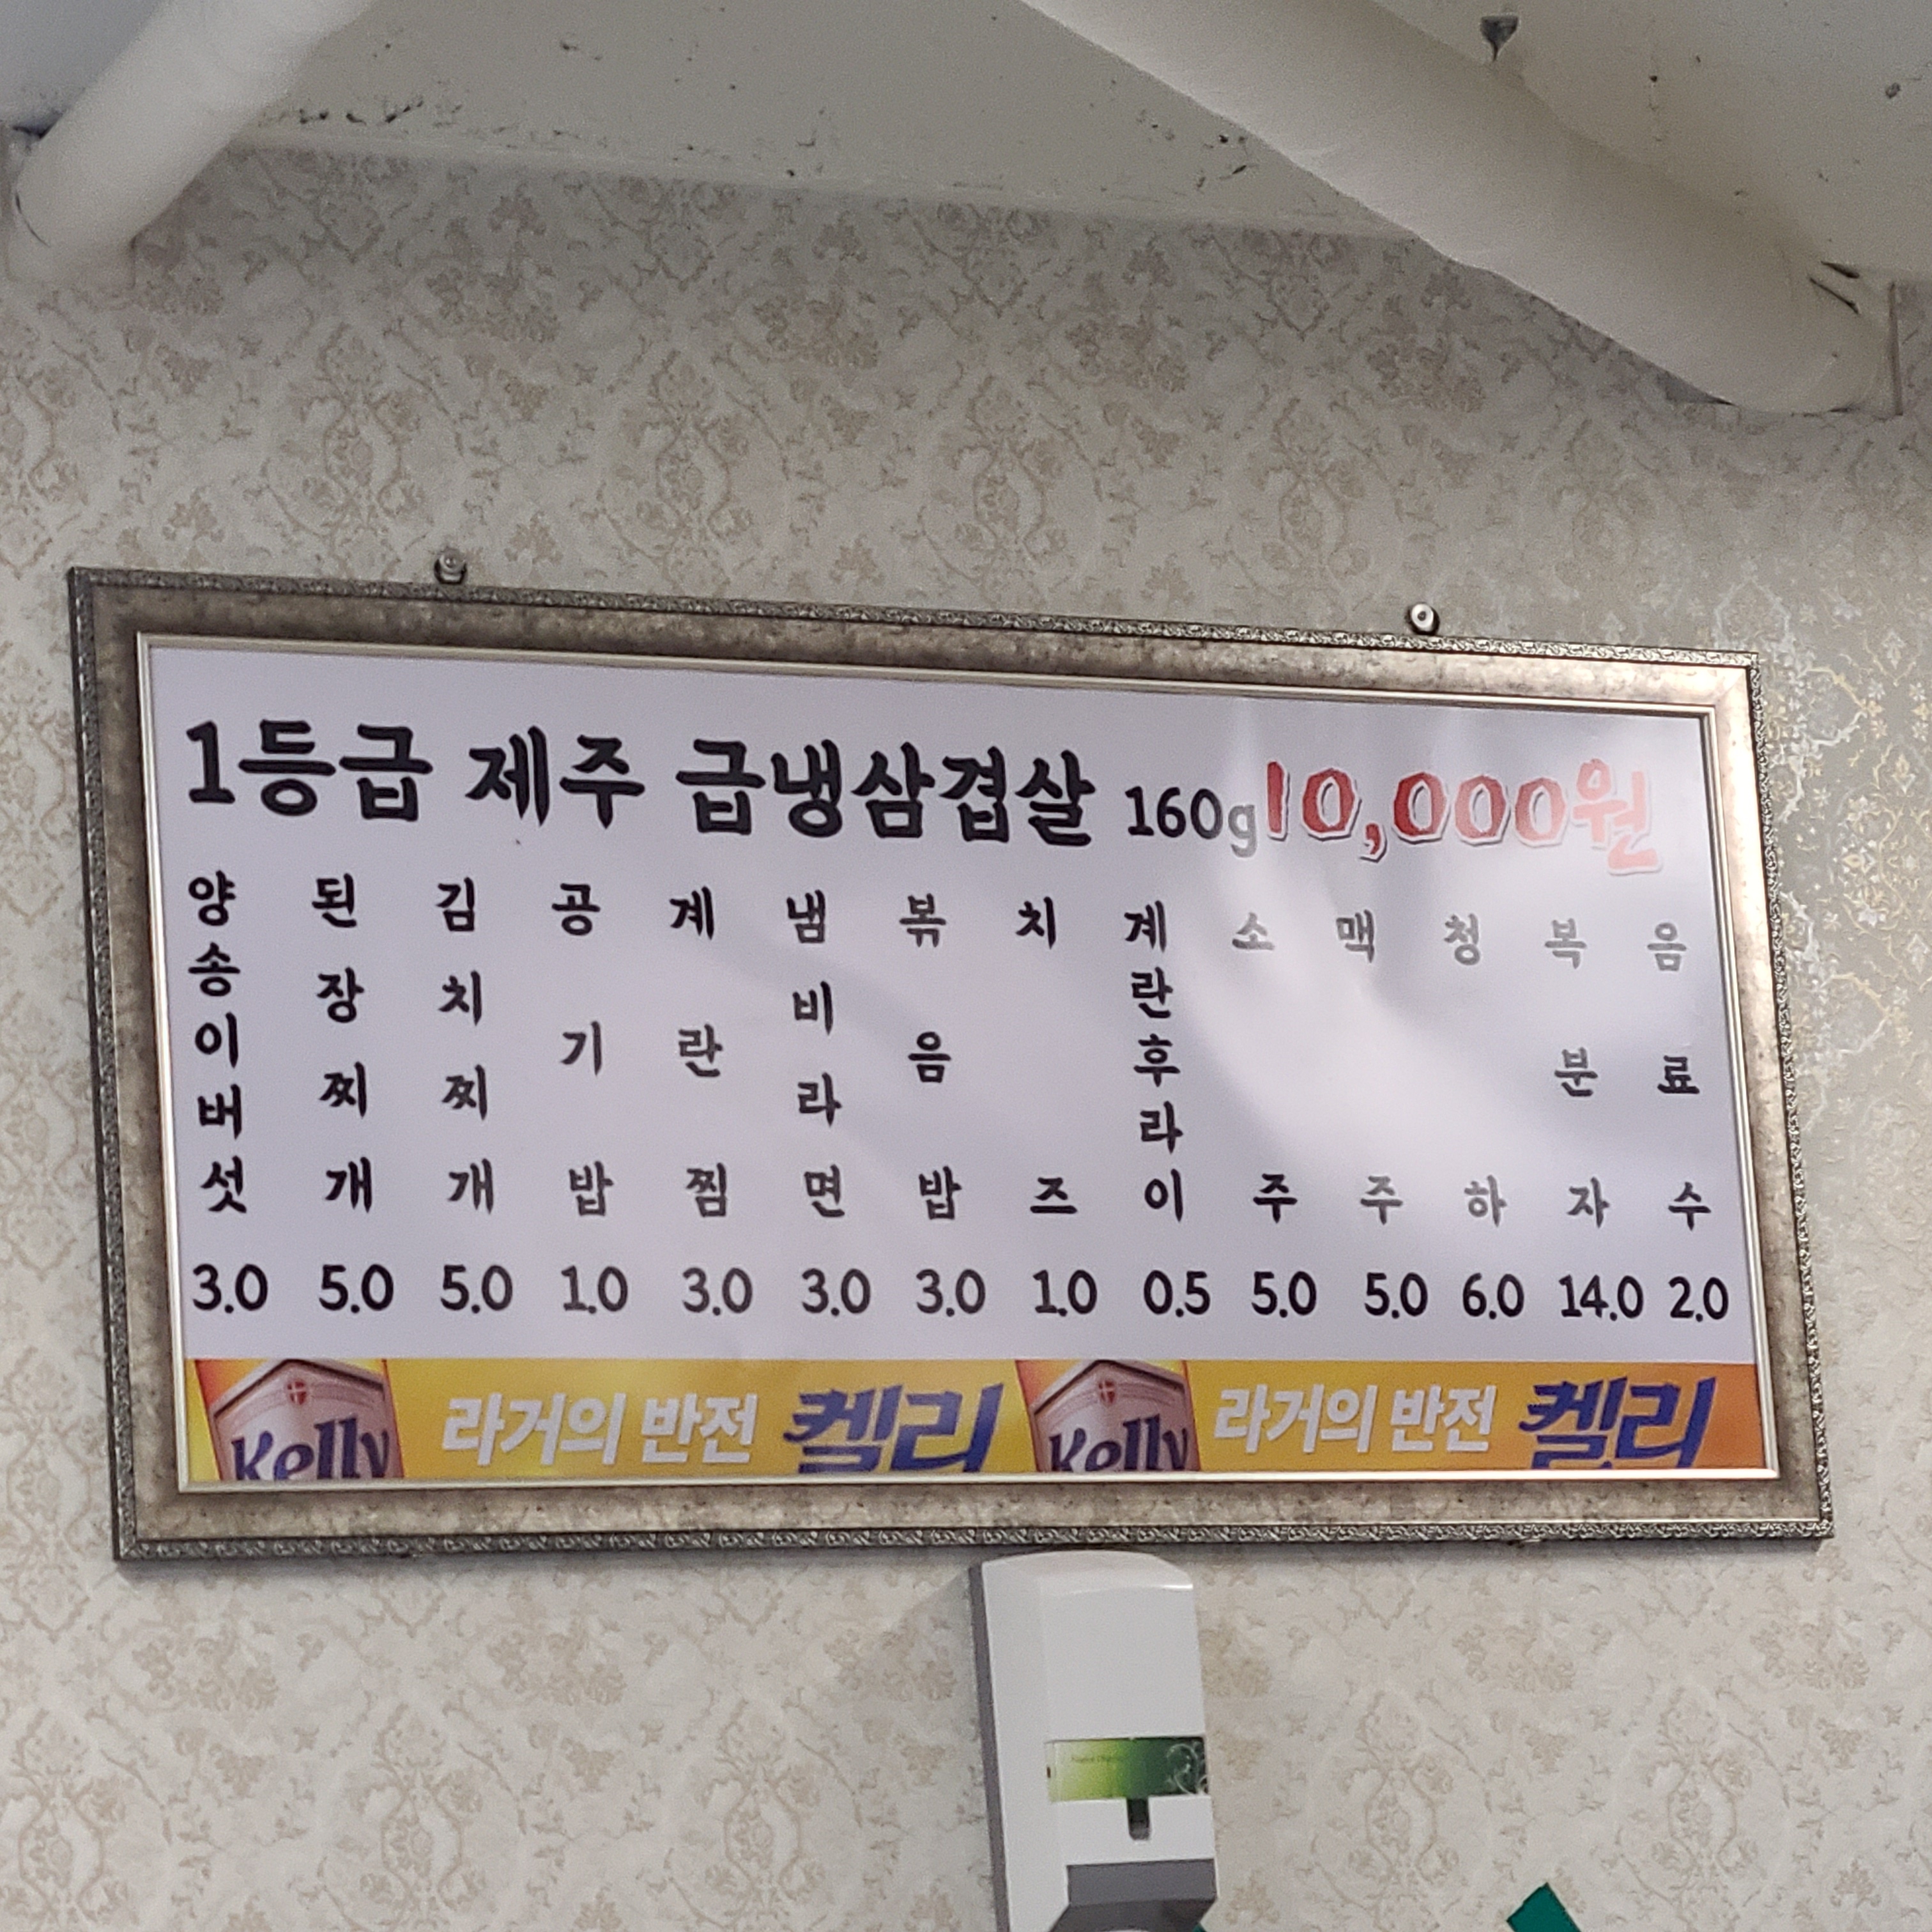 1등급 제주 급냉삼겹살 160g 10,000원
양송이버섯 3.0
된장찌개 5.0
김치찌개 5.0
공기밥 1.0
계란찜 3.0
냄비라면 3.0
볶음밥 3.0
치즈 1.0
계란후라이 0.5
소주 5.0
맥주 5.0
청하 6.0
복분자 14.0
음료수 2.0
Kelly 라거의 반전 켈리 Kelly 라거의 반전 켈리